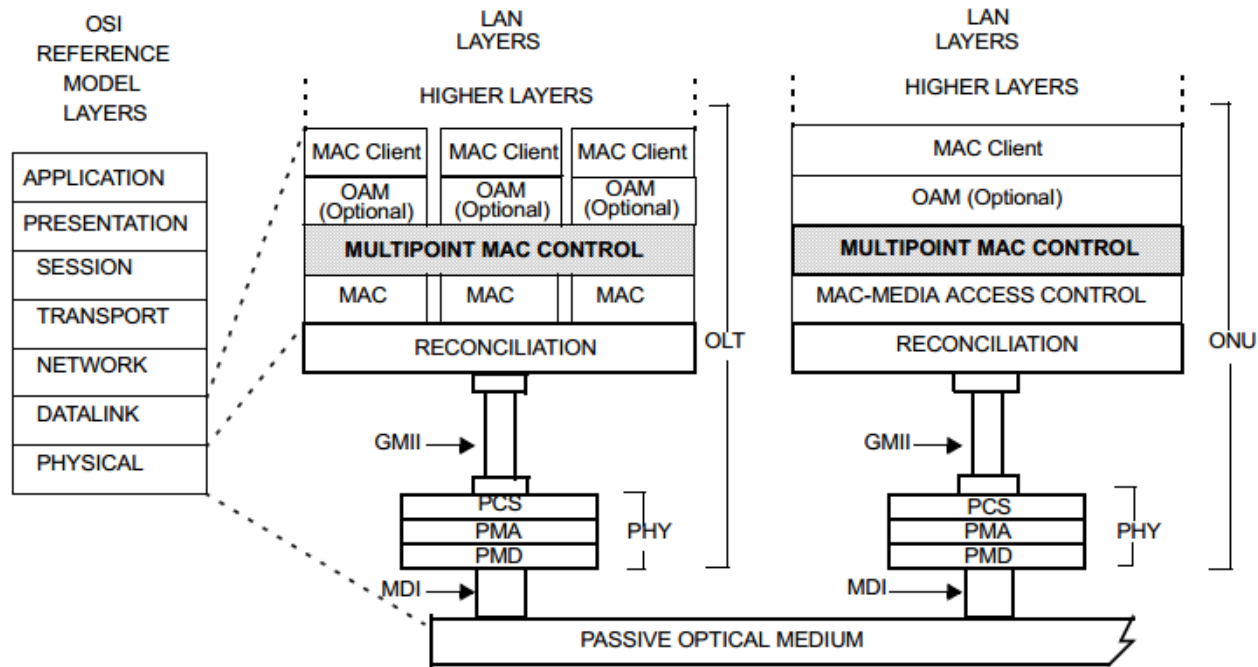 OSI
REFERENCE
MODEL
LAYERS
APPLICATION
PRESENTATION
SESSION
TRANSPORT
NETWORK
DATALINK
PHYSICAL
LAN
LAYERS
HIGHER LAYERS
MAC Client
MAC Client
MAC Client
OAM
(Optional)
OAM
(Optional)
OAM
(Optional)
MULTIPOINT MAC CONTROL
MAC
MAC
MAC
RECONCILIATION
OLT
GMII
PCS
PMA
PMD
PHY
MDI
LAN
LAYERS
HIGHER LAYERS
MAC Client
OAM (Optional)
MULTIPOINT MAC CONTROL
MAC-MEDIA ACCESS CONTROL
RECONCILIATION
ONU
GMII
PCS
PMA
PMD
PHY
MDI
PASSIVE OPTICAL MEDIUM